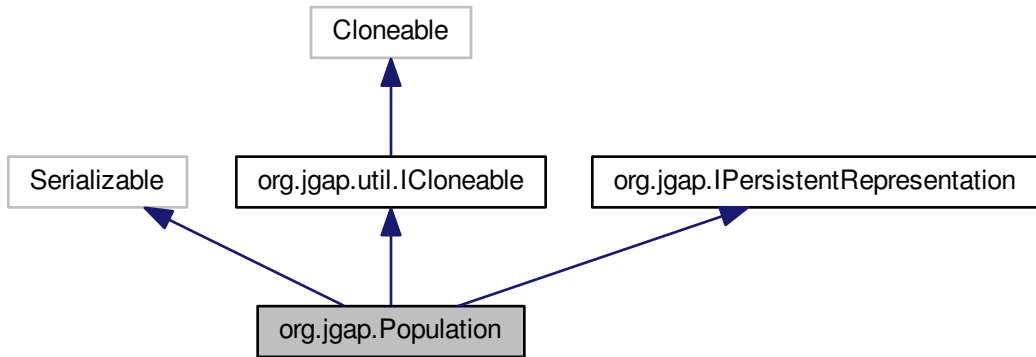 Cloneable
Serializable
org.jgap.util.ICloneable
org.jgap.IPersistentRepresentation
org.jgap.Population